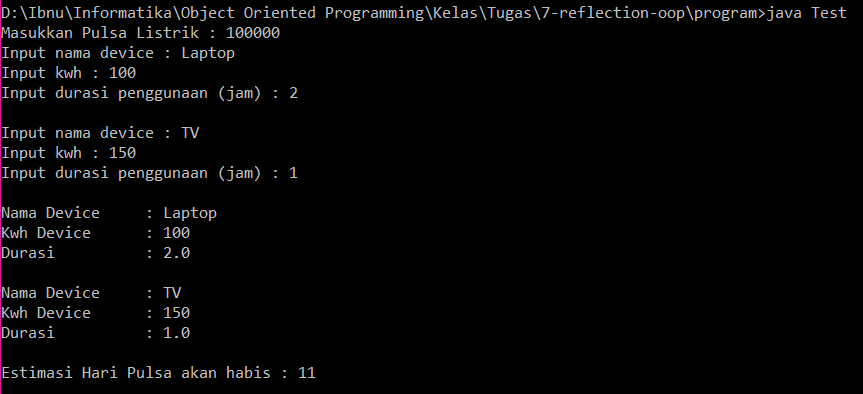 D:\Ibnu\Informatika\Object Oriented Programming\Kelas\Tugas\7-reflection-oop\program>java Test
Masukkan Pulsa Listrik : 100000
Input nama device : Laptop
Input kwh : 100
Input durasi penggunaan (jam) : 2
Input nama device : TV
Input kwh : 150
Input durasi penggunaan (jam) : 1
Nama Device     : Laptop
Kwh Device      : 100
Durasi          : 2.0
Nama Device     : TV
Kwh Device      : 150
Durasi          : 1.0
Estimasi Hari Pulsa akan habis : 11